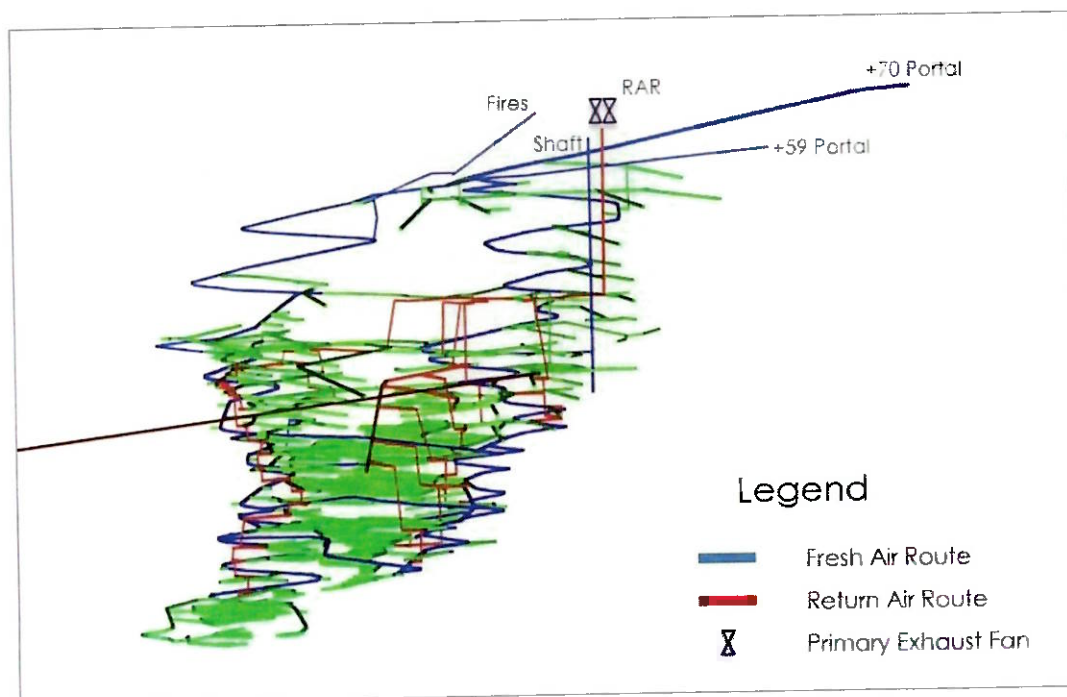 +70 Portal
RAR
Fires
Shaft
+59 Portal
Legend
Fresh Air Route
Return Air Route
Primary Exhaust Fan